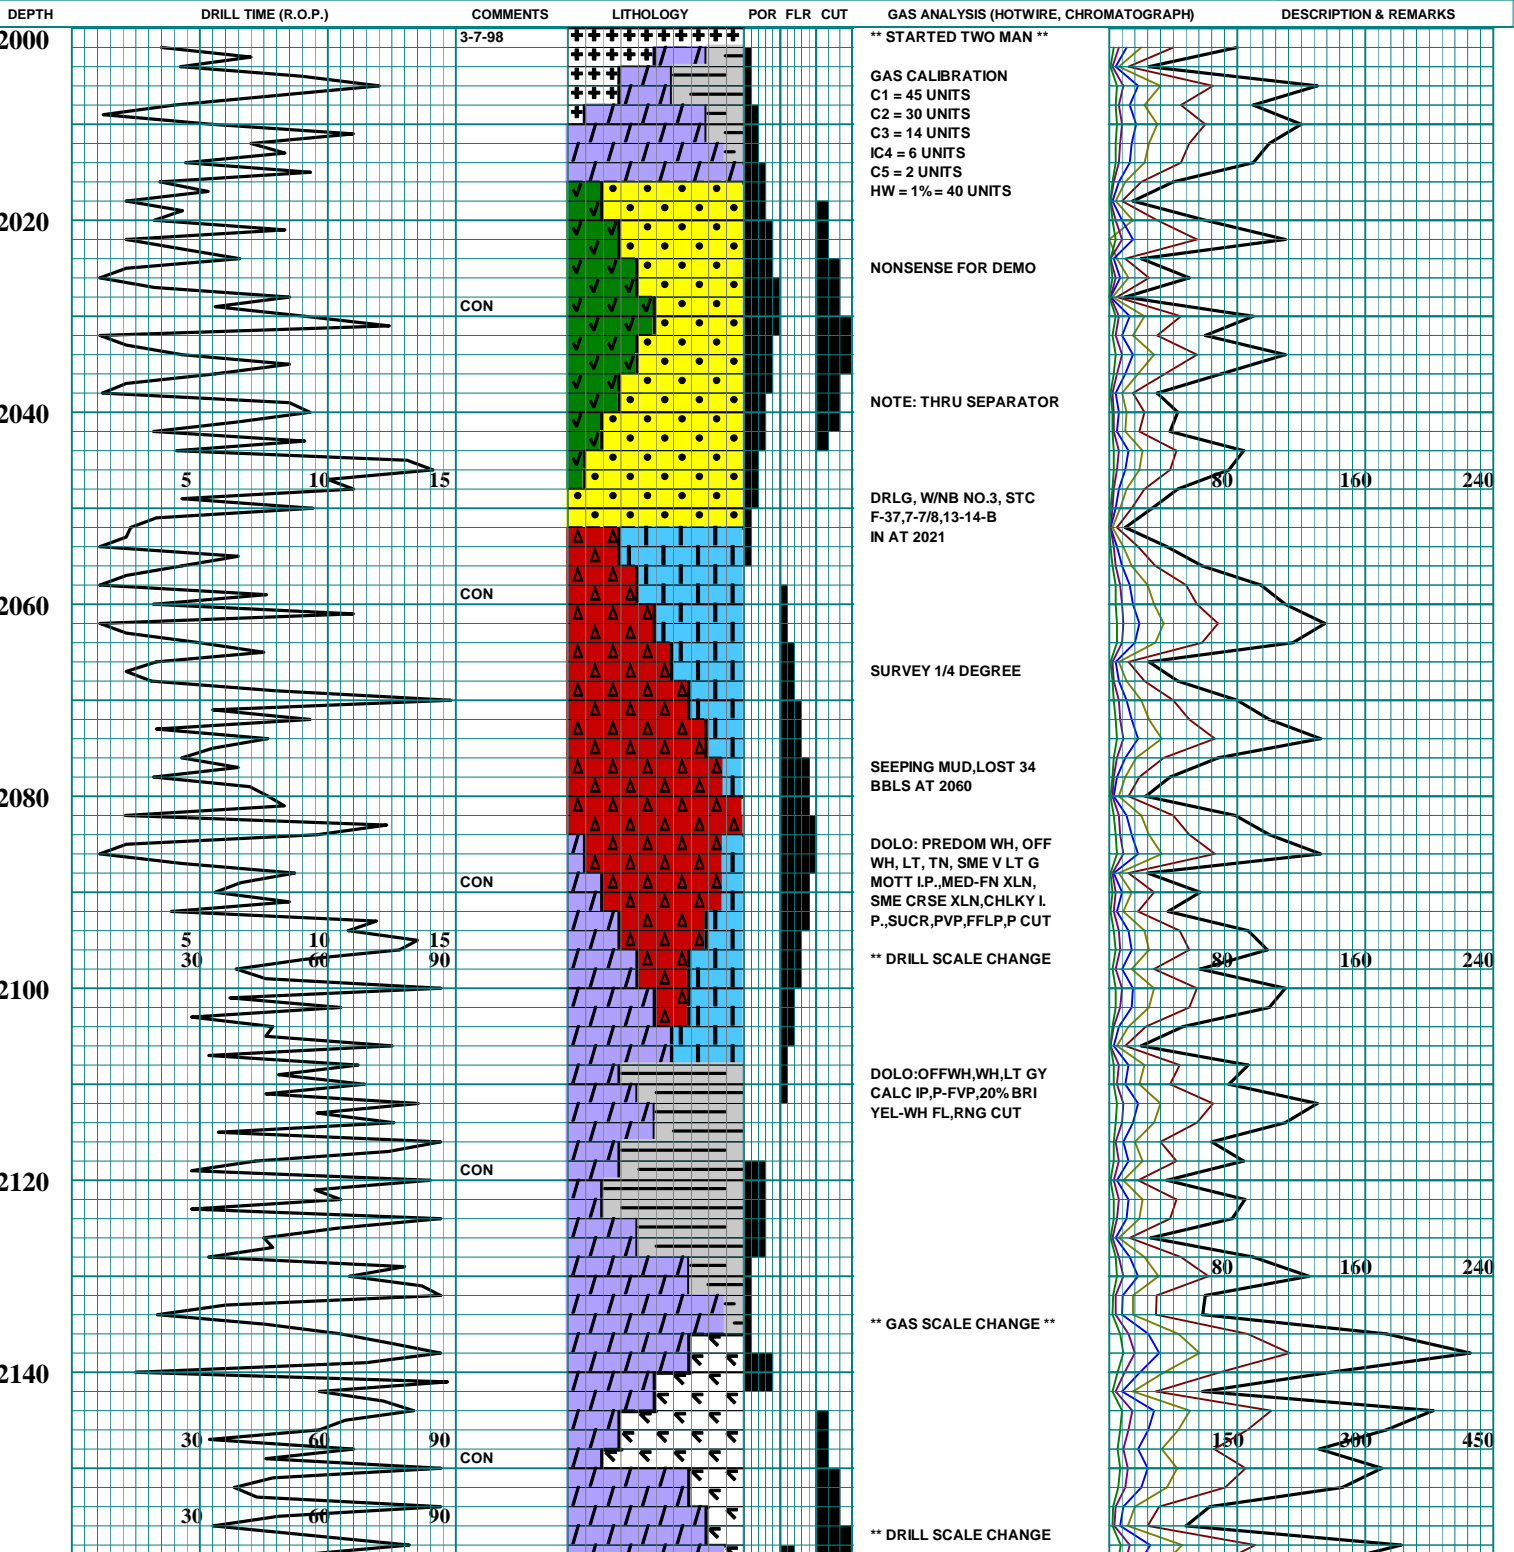 DEPTH DRILL TIME (R.O.P.) COMMENTS LITHOLOGY POR FLR CUT GAS ANALYSIS (HOTWIRE, CHROMATOGRAPH) DESCRIPTION & REMARKS
2000 3-7-98 ** STARTED TWO MAN **
GAS CALIBRATION
C1 = 45 UNITS
C2 = 30 UNITS
C3 = 14 UNITS
IC4 = 6 UNITS
C5 = 2 UNITS
HW = 1%= 40 UNITS
2020
NONSENSE FOR DEMO
CON
2040 NOTE: THRU SEPARATOR
5 10 15 80 160 240
DRLG, W/NB NO.3, STC
F-37,7-7/8,13-14-B
IN AT 2021
CON
2060
SURVEY 1/4 DEGREE
SEEPING MUD,LOST 34
BBLS AT 2060
2080
DOLO: PREDOM WH, OFF
WH, LT, TN, SME V LT G
CON MOTT I.P.,MED-FN XLN,
SME CRSE XLN,CHLKY I.
P.,SUCR,PVP,FFLP,P CUT
5 10 15
30 60 90 ** DRILL SCALE CHANGE 80 160 240
2100
DOLO:OFFWH,WH,LT GY
CALC IP,P-FVP,20% BRI
YEL-WH FL,RNG CUT
CON
2120
80 160 240
** GAS SCALE CHANGE **
2140
30 60 90 150 300 450
CON
30 60 90
** DRILL SCALE CHANGE